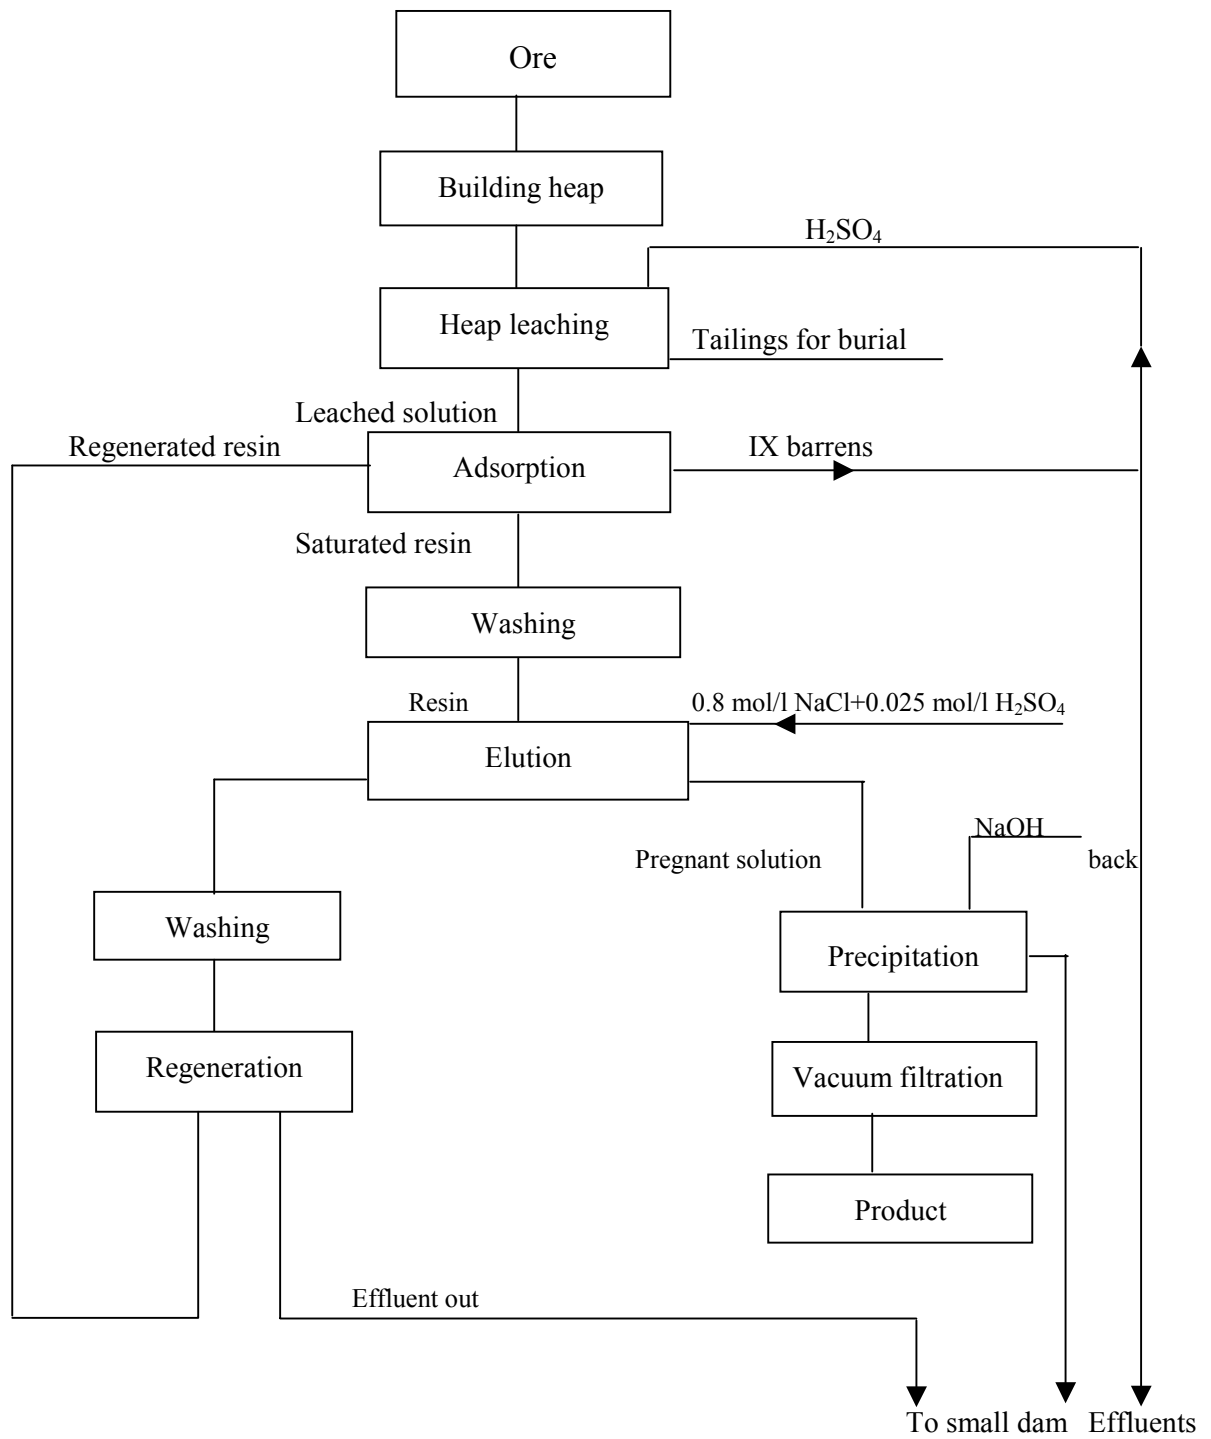 Ore
Building heap
H₂SO₄
Heap leaching
Tailings for burial
Leached solution
Regenerated resin
Adsorption
IX barrens
Saturated resin
Washing
Resin
0.8 mol/l NaCl+0.025 mol/l H₂SO₄
Elution
NaOH
Pregnant solution
back
Washing
Precipitation
Regeneration
Vacuum filtration
Product
Effluent out
To small dam
Effluents